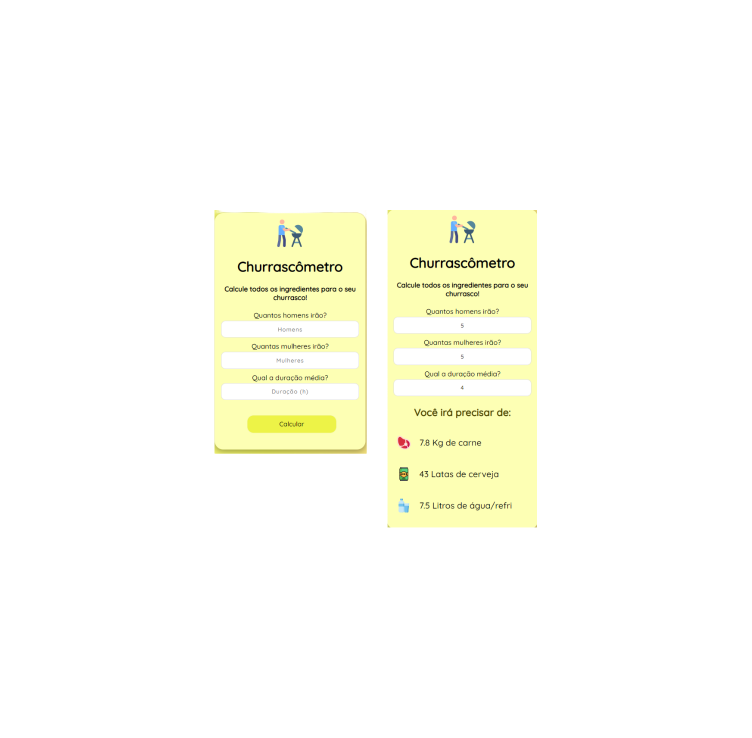 Churrascômetro
Calcule todos os ingredientes para o seu
churrasco!
Quantos homens irão?
Homens
Quantas mulheres irão?
Mulheres
Qual a duração média?
Duração (h)
Calcular
Churrascômetro
Calcule todos os ingredientes para o seu
churrasco!
Quantos homens irão?
5
Quantas mulheres irão?
5
Qual a duração média?
4
Você irá precisar de:
7.8 Kg de carne
43 Latas de cerveja
7.5 Litros de água/refri